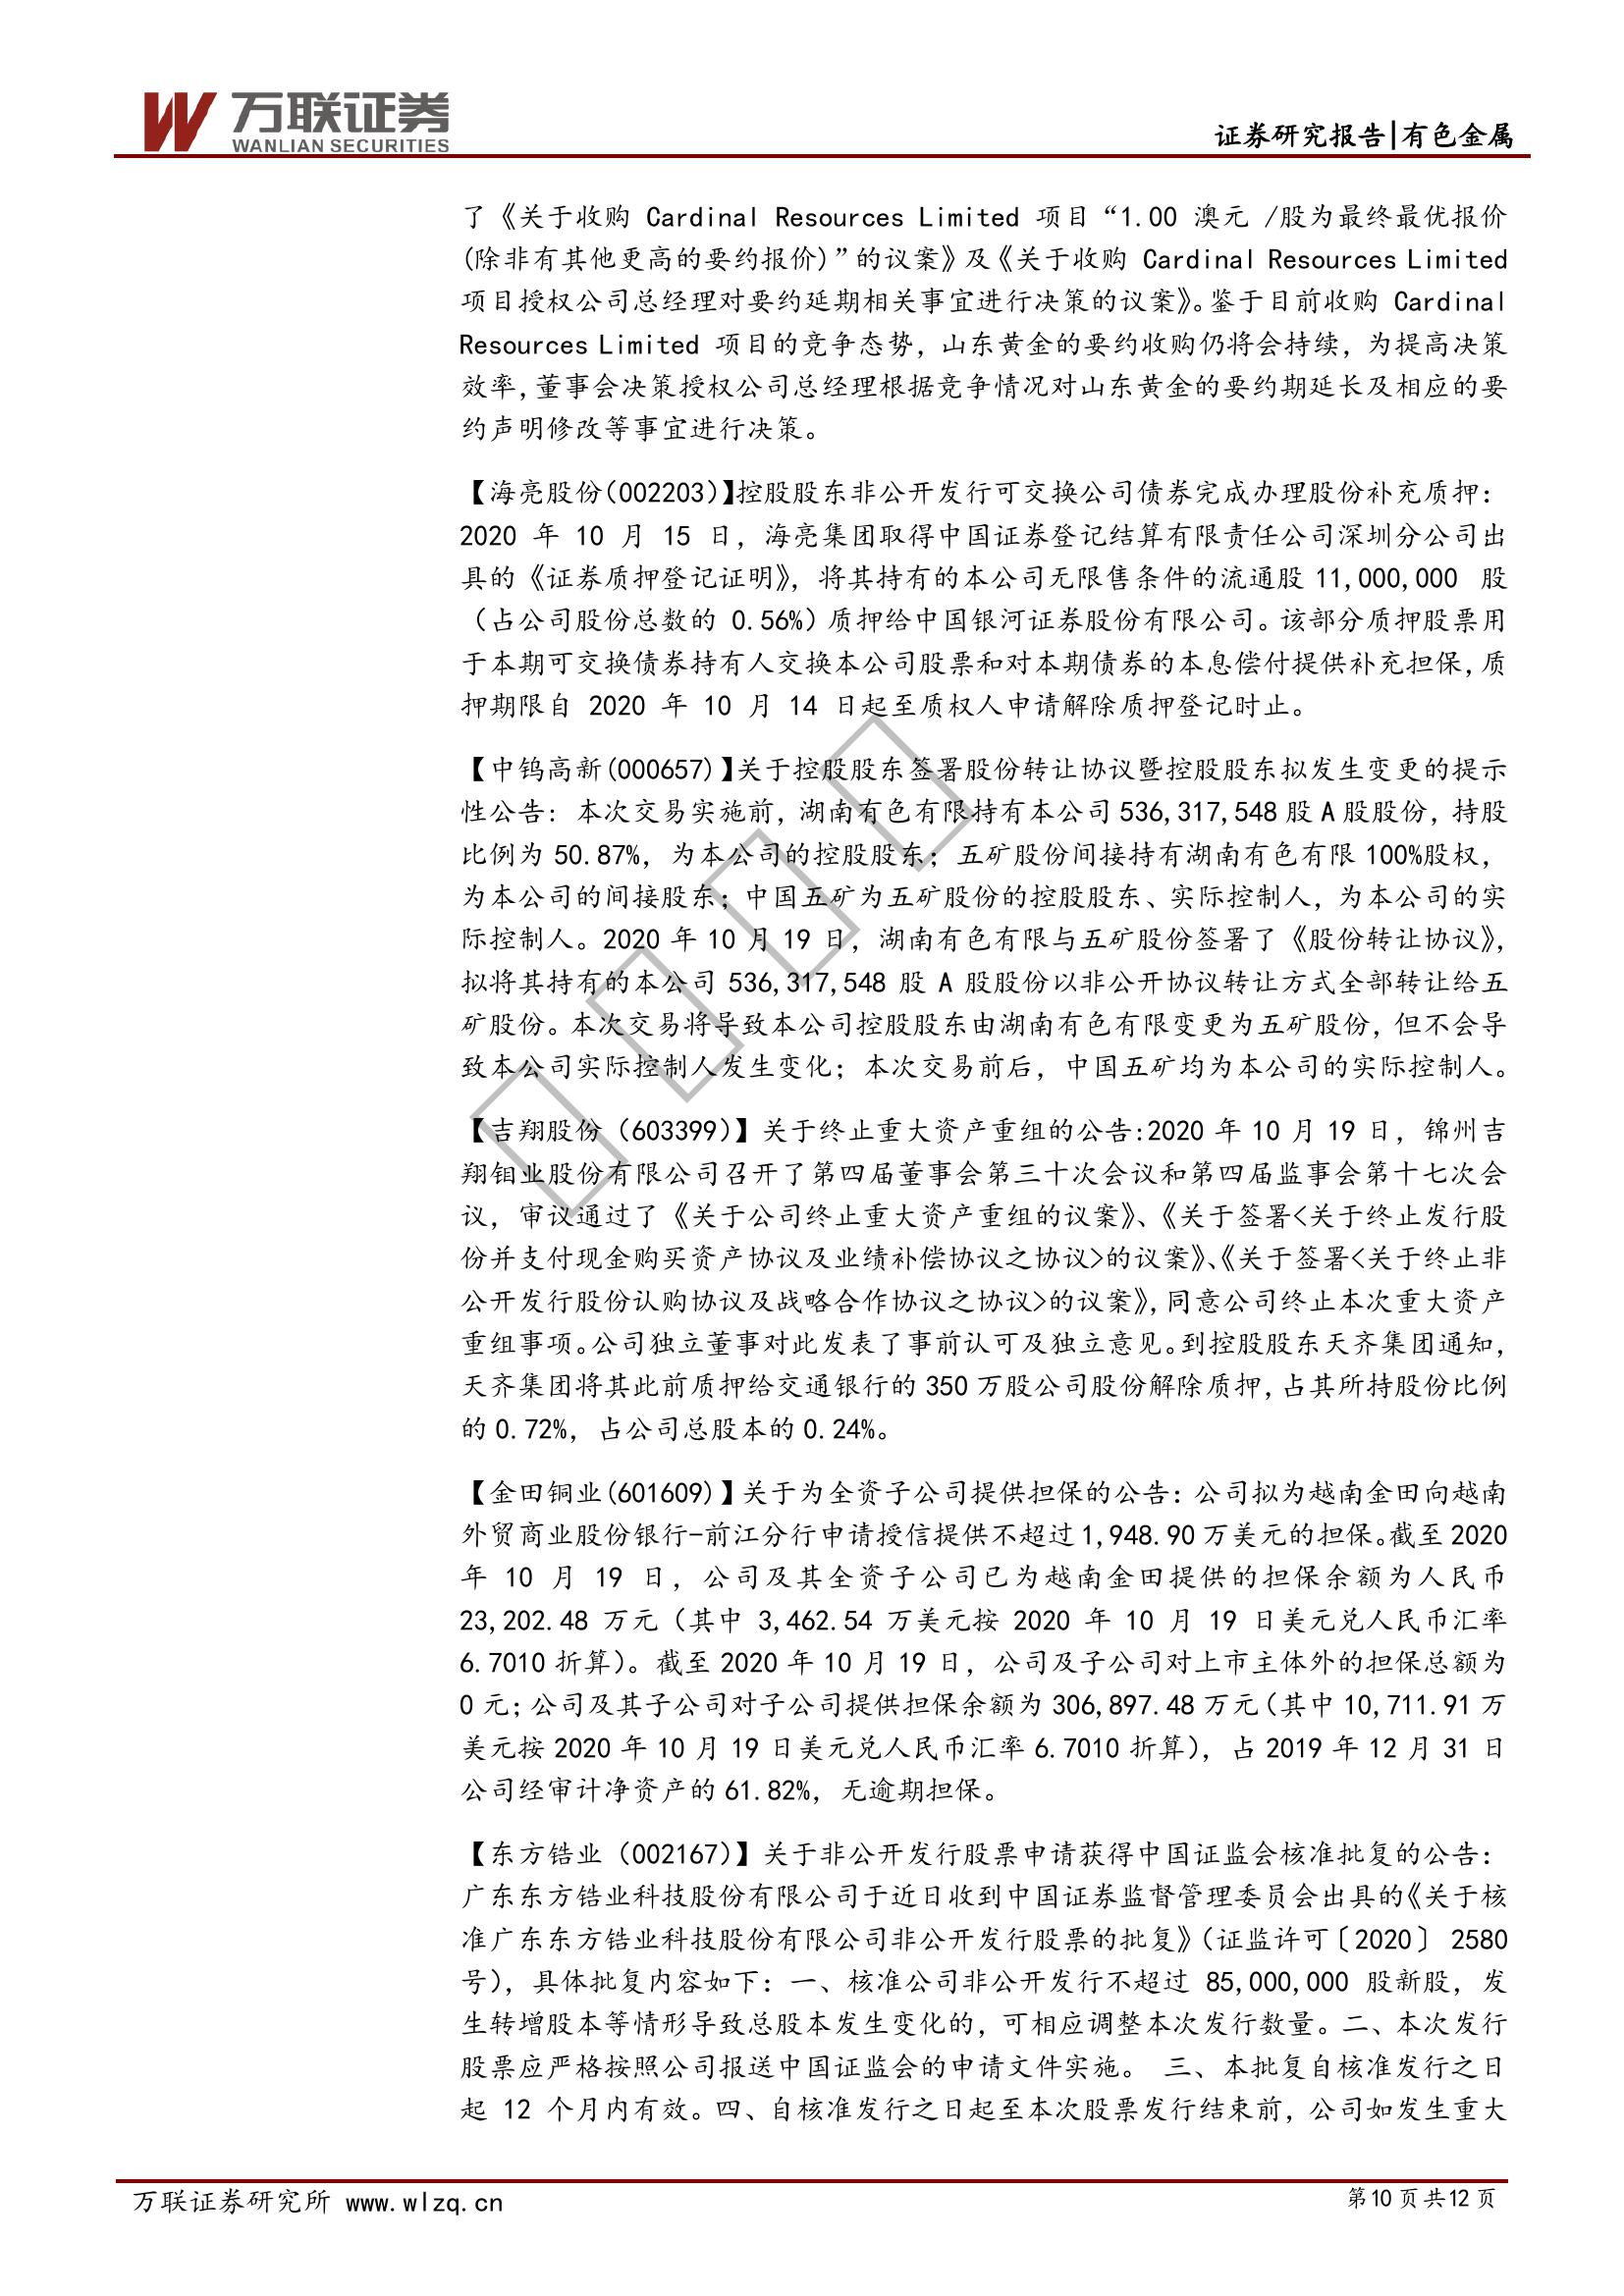 万联证券
WANLIAN SECURITIES
证券研究报告|有色金属
了《关于收购 Cardinal Resources Limited 项目“1.00 澳元 /股为最终最优报价
(除非有其他更高的要约报价)”的议案》及《关于收购 Cardinal Resources Limited
项目授权公司总经理对要约延期相关事宜进行决策的议案》。鉴于目前收购 Cardinal
Resources Limited 项目的竞争态势，山东黄金的要约收购仍将会持续，为提高决策
效率，董事会决策授权公司总经理根据竞争情况对山东黄金的要约期延长及相应的要
约声明修改等事宜进行决策。
【海亮股份(002203)】控股股东非公开发行可交换公司债券完成办理股份补充质押：
2020 年 10 月 15 日，海亮集团取得中国证券登记结算有限责任公司深圳分公司出
具的《证券质押登记证明》，将其持有的本公司无限售条件的流通股 11,000,000 股
（占公司股份总数的 0.56%）质押给中国银河证券股份有限公司。该部分质押股票用
于本期可交换债券持有人交换本公司股票和对本期债券的本息偿付提供补充担保，质
押期限自 2020 年 10 月 14 日起至质权人申请解除质押登记时止。
【中钨高新(000657)】关于控股股东签署股份转让协议暨控股股东拟发生变更的提示
性公告：本次交易实施前，湖南有色有限持有本公司 536,317,548 股 A 股股份，持股
比例为 50.87%，为本公司的控股股东；五矿股份间接持有湖南有色有限 100%股权，
为本公司的间接股东；中国五矿为五矿股份的控股股东、实际控制人，为本公司的实
际控制人。2020 年 10 月 19 日，湖南有色有限与五矿股份签署了《股份转让协议》，
拟将其持有的本公司 536,317,548 股 A 股股份以非公开协议转让方式全部转让给五
矿股份。本次交易将导致本公司控股股东由湖南有色有限变更为五矿股份，但不会导
致本公司实际控制人发生变化；本次交易前后，中国五矿均为本公司的实际控制人。
【吉翔股份（603399)】关于终止重大资产重组的公告:2020 年 10 月 19 日，锦州吉
翔钼业股份有限公司召开了第四届董事会第三十次会议和第四届监事会第十七次会
议，审议通过了《关于公司终止重大资产重组的议案》、《关于签署<关于终止发行股
份并支付现金购买资产协议及业绩补偿协议之协议>的议案》、《关于签署<关于终止非
公开发行股份认购协议及战略合作协议之协议>的议案》，同意公司终止本次重大资产
重组事项。公司独立董事对此发表了事前认可及独立意见。到控股股东天齐集团通知，
天齐集团将其此前质押给交通银行的 350 万股公司股份解除质押，占其所持股份比例
的 0.72%，占公司总股本的 0.24%。
【金田铜业(601609)】关于为全资子公司提供担保的公告：公司拟为越南金田向越南
外贸商业股份银行-前江分行申请授信提供不超过 1,948.90 万美元的担保。截至 2020
年 10 月 19 日，公司及其全资子公司已为越南金田提供的担保余额为人民币
23,202.48 万元（其中 3,462.54 万美元按 2020 年 10 月 19 日美元兑人民币汇率
6.7010 折算）。截至 2020 年 10 月 19 日，公司及子公司对上市主体外的担保总额为
0 元；公司及其子公司对子公司提供担保余额为 306,897.48 万元（其中 10,711.91 万
美元按 2020 年 10 月 19 日美元兑人民币汇率 6.7010 折算），占 2019 年 12 月 31 日
公司经审计净资产的 61.82%，无逾期担保。
【东方锆业（002167)】关于非公开发行股票申请获得中国证监会核准批复的公告：
广东东方锆业科技股份有限公司于近日收到中国证券监督管理委员会出具的《关于核
准广东东方锆业科技股份有限公司非公开发行股票的批复》（证监许可〔2020〕 2580
号），具体批复内容如下：一、核准公司非公开发行不超过 85,000,000 股新股，发
生转增股本等情形导致总股本发生变化的，可相应调整本次发行数量。二、本次发行
股票应严格按照公司报送中国证监会的申请文件实施。 三、本批复自核准发行之日
起 12 个月内有效。四、自核准发行之日起至本次股票发行结束前，公司如发生重大
万联证券研究所 www.wlzq.cn
第10页共12页